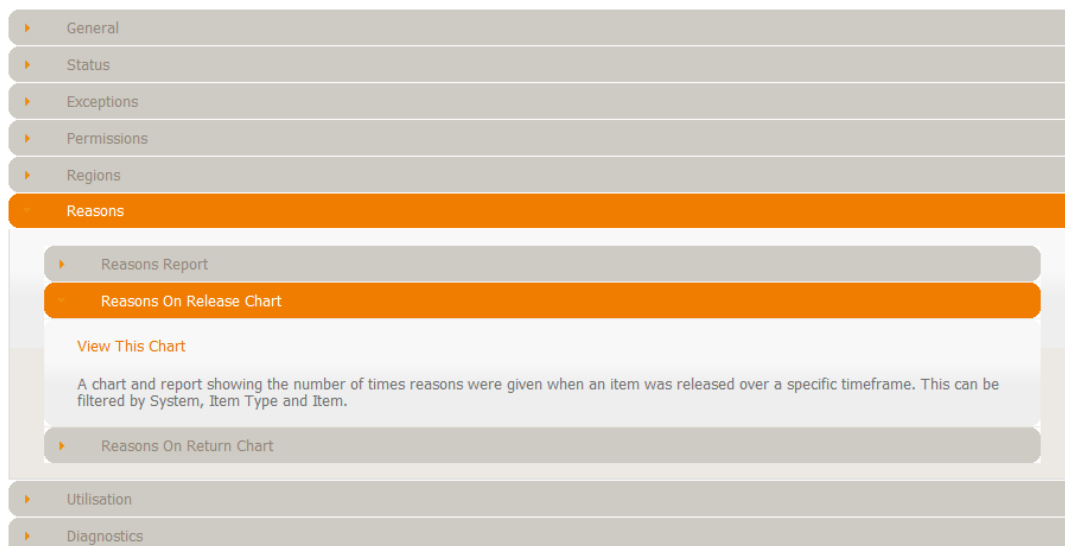 General
Status
Exceptions
Permissions
Regions
Reasons
Reasons Report
Reasons On Release Chart
View This Chart
A chart and report showing the number of times reasons were given when an item was released over a specific timeframe. This can be
filtered by System, Item Type and Item.
Reasons On Return Chart
Utilisation
Diagnostics